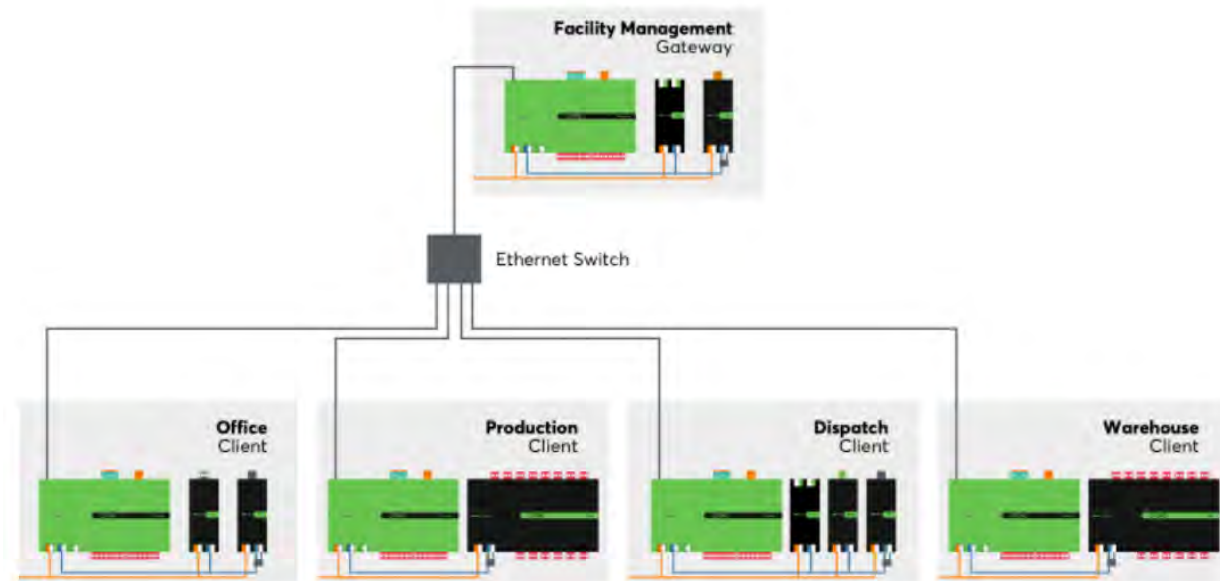 Facility Management
Gateway
Ethernet Switch
Office
Client
Production
Client
Dispatch
Client
Warehouse
Client